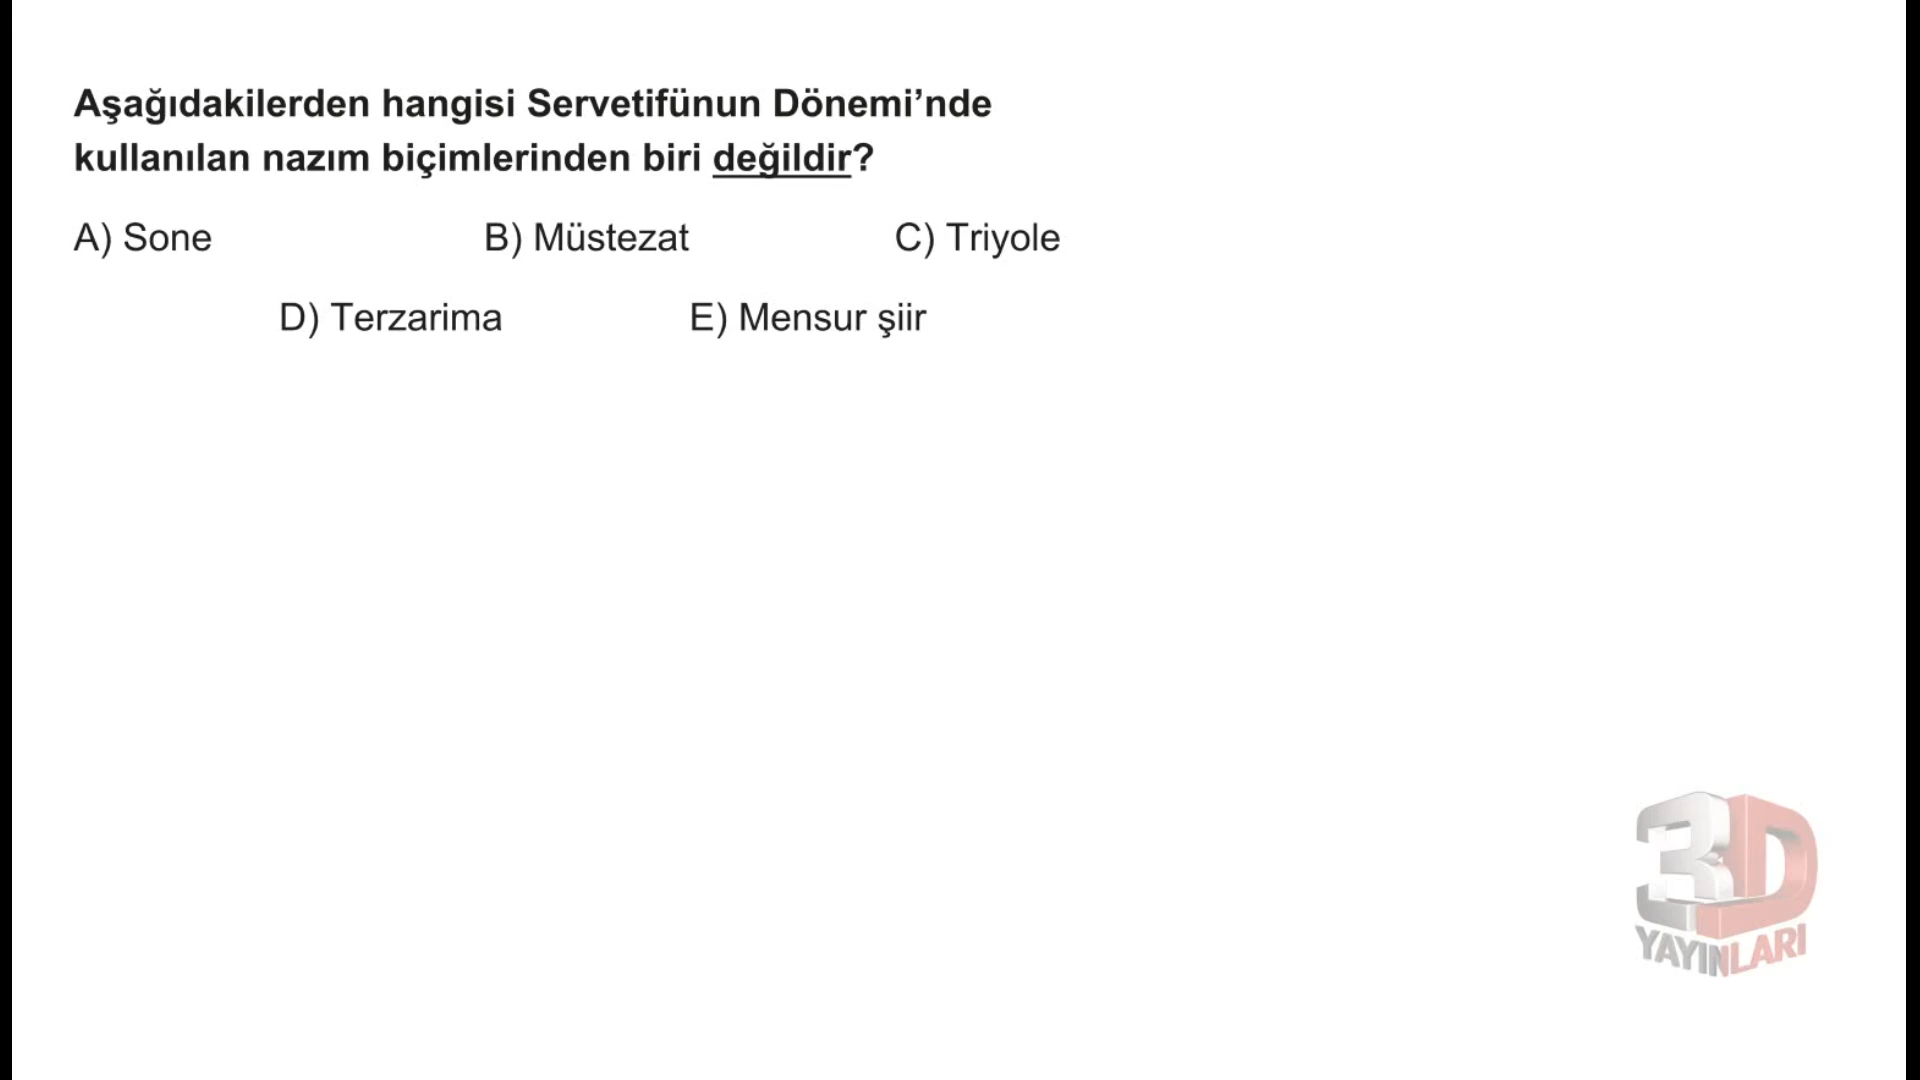 Aşağıdakilerden hangisi Servetifünun Dönemi’nde
kullanılan nazım biçimlerinden biri değildir?
A) Sone B) Müstezat C) Triyole
D) Terzarima E) Mensur şiir
3D
YAYINLARI